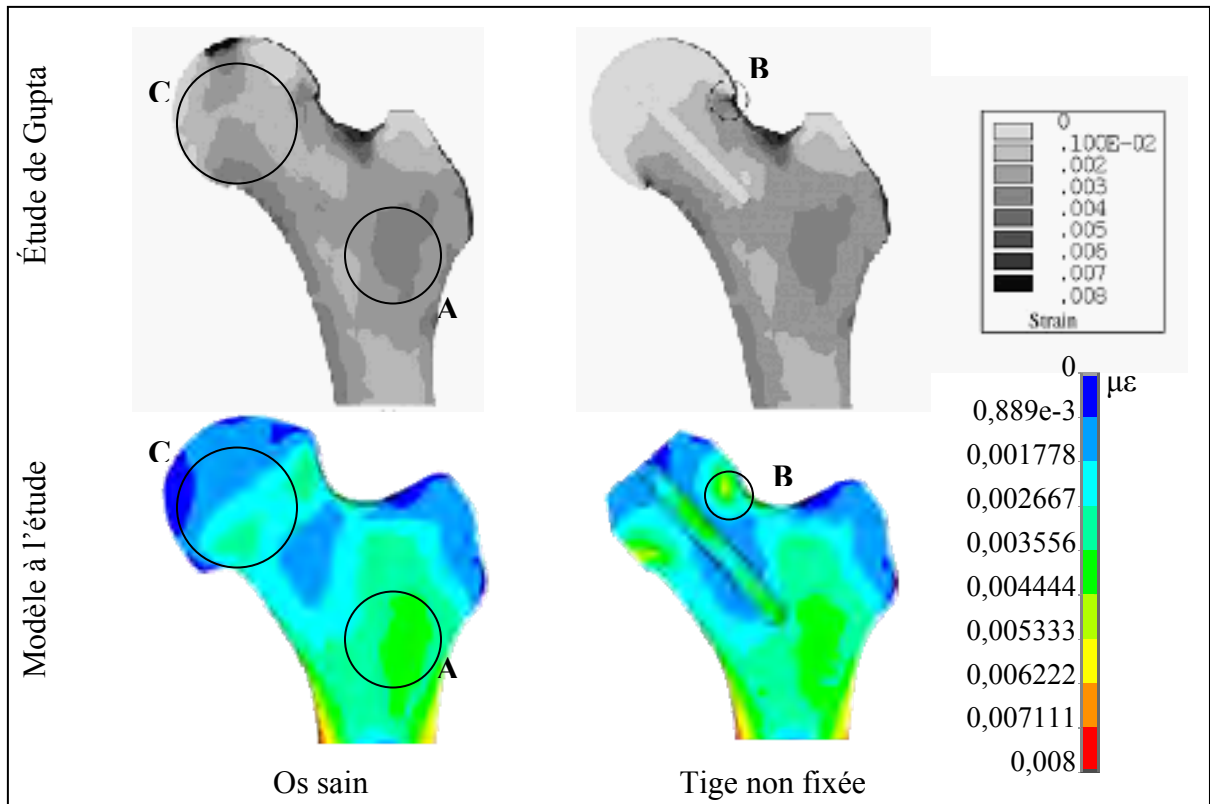 Étude de Gupta
C
A
B
0
.100E-02
.002
.003
.004
.005
.006
.007
.008
Strain
Modèle à l'étude
C
A
B
0
με
0,889e-3
0,001778
0,002667
0,003556
0,004444
0,005333
0,006222
0,007111
0,008
Os sain
Tige non fixée